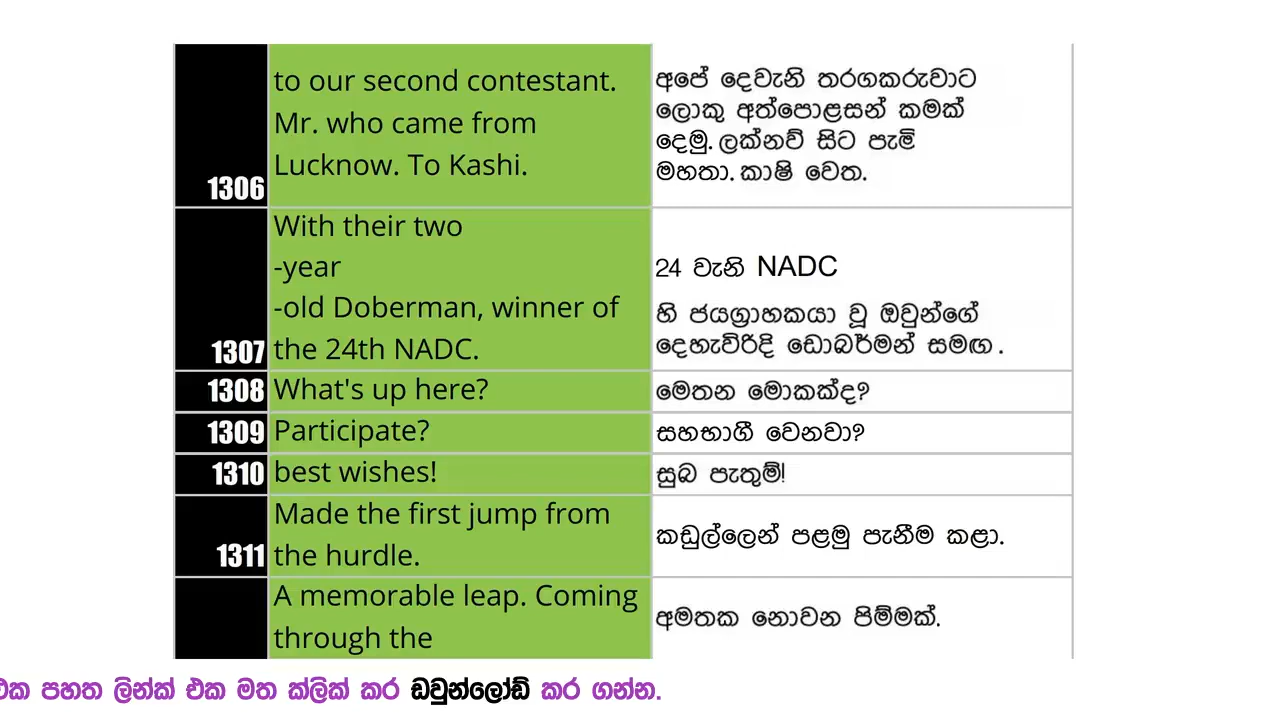 to our second contestant.
Mr. who came from
Lucknow. To Kashi.
1306
අපේ දෙවැනි තරගකරුවාට
ලොකු අත්පොළසන් කමක්
දෙමු. ලක්නව් සිට පැමි
මහතා. කාෂි වෙත.
With their two
-year
-old Doberman, winner of
the 24th NADC.
1307
24 වැනි NADC
හි ජයග්‍රාහකයා වූ ඔවුන්ගේ
දෙහැවිරිදි ඩොබර්මන් සමඟ.
1308 What's up here? මෙතන මොකක්ද?
1309 Participate? සහභාගී වෙනවා?
1310 best wishes! සුබ පැතුම්!
Made the first jump from
the hurdle.
1311
කඩුල්ලෙන් පළමු පැනීම කළා.
A memorable leap. Coming
through the
අමතක නොවන පිම්මක්.
එක පහත ලින්ක් එක මත ක්ලික් කර ඩවුන්ලෝඩ් කර ගන්න.